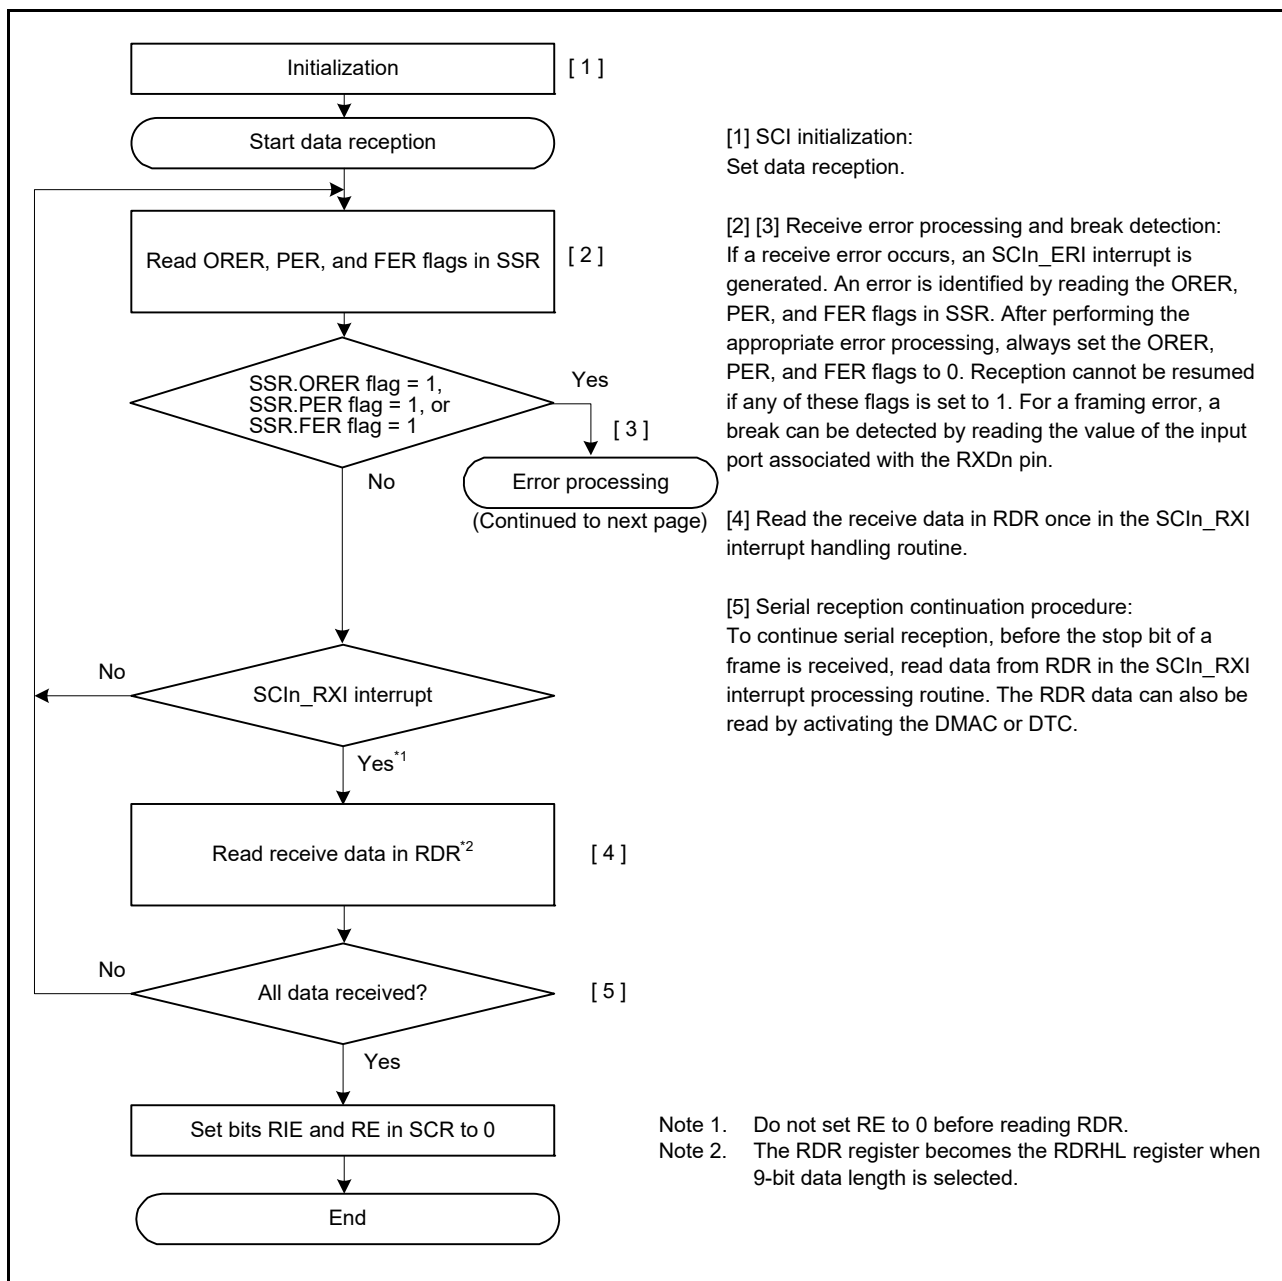 Initialization
[ 1 ]
Start data reception
Read ORER, PER, and FER flags in SSR
[ 2 ]
SSR.ORER flag = 1,
SSR.PER flag = 1, or
SSR.FER flag = 1
Yes
[ 3 ]
No
Error processing
(Continued to next page)
No
SCIn_RXI interrupt
Yes*1
Read receive data in RDR*2
[ 4 ]
No
All data received?
[ 5 ]
Yes
Set bits RIE and RE in SCR to 0
End
[1] SCI initialization:
Set data reception.
[2] [3] Receive error processing and break detection:
If a receive error occurs, an SCIn_ERI interrupt is
generated. An error is identified by reading the ORER,
PER, and FER flags in SSR. After performing the
appropriate error processing, always set the ORER,
PER, and FER flags to 0. Reception cannot be resumed
if any of these flags is set to 1. For a framing error, a
break can be detected by reading the value of the input
port associated with the RXDn pin.
[4] Read the receive data in RDR once in the SCIn_RXI
interrupt handling routine.
[5] Serial reception continuation procedure:
To continue serial reception, before the stop bit of a
frame is received, read data from RDR in the SCIn_RXI
interrupt processing routine. The RDR data can also be
read by activating the DMAC or DTC.
Note 1. Do not set RE to 0 before reading RDR.
Note 2. The RDR register becomes the RDRHL register when
9-bit data length is selected.